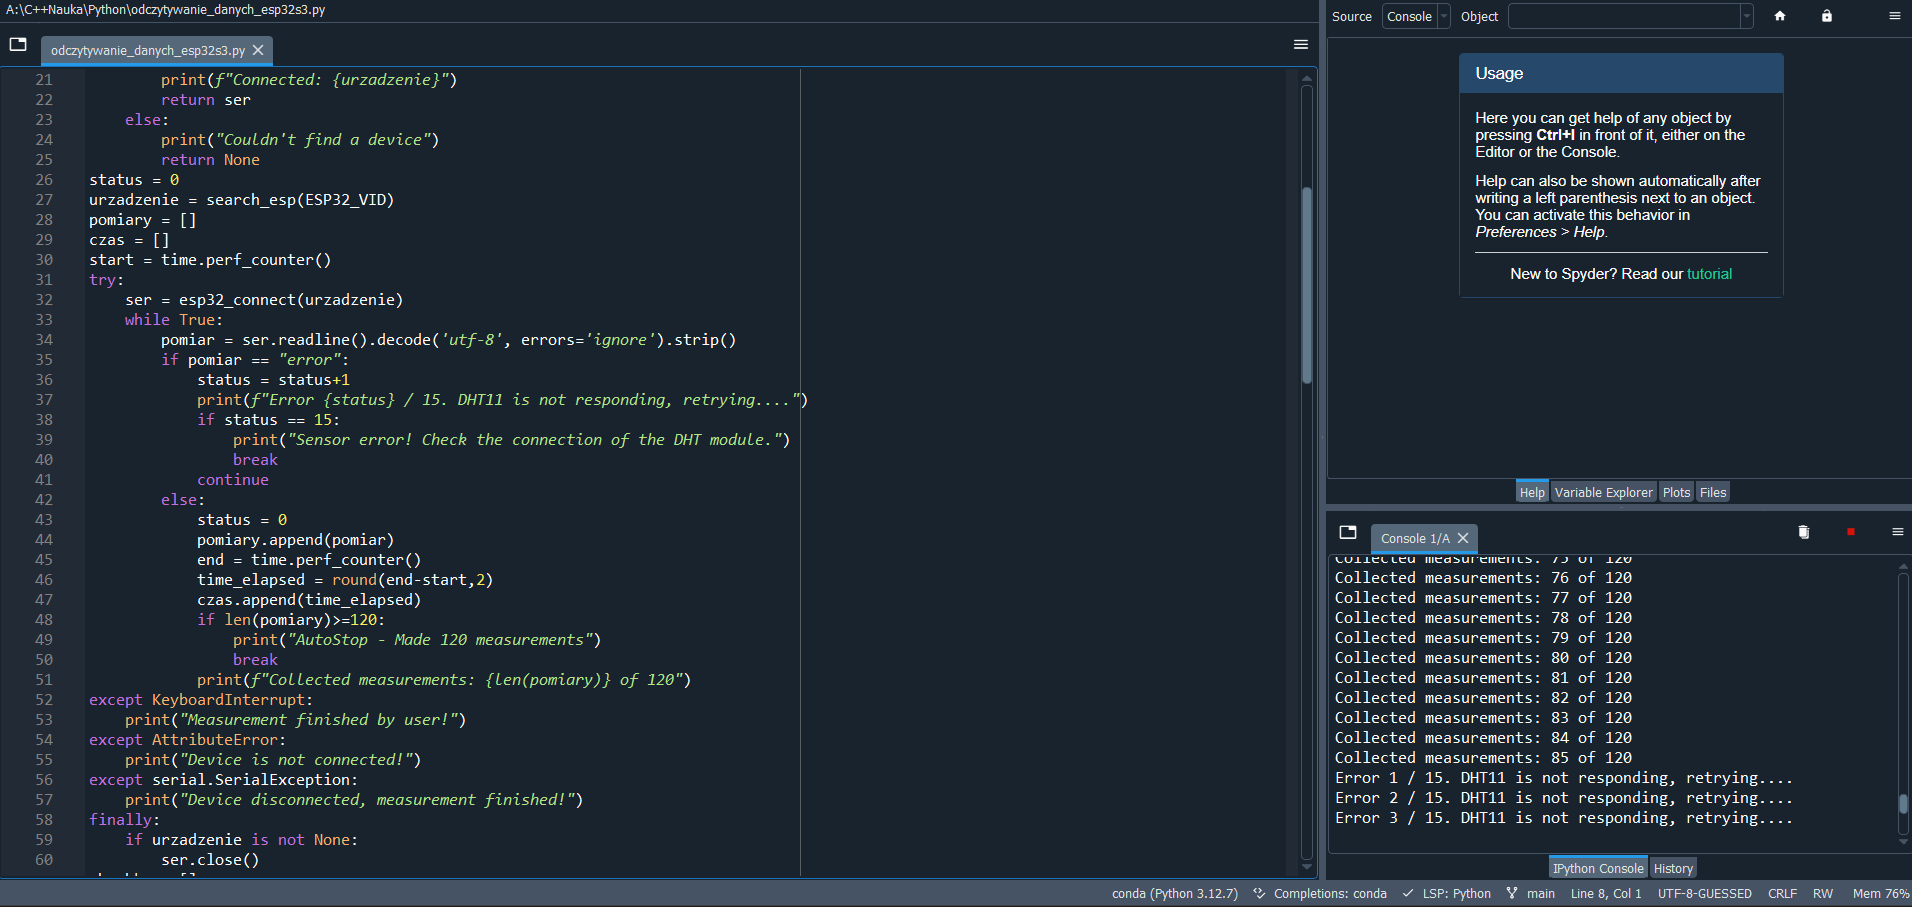 A:\C++Nauka\Python\odczytywanie_danych_esp32s3.py
odczytywanie_danych_esp32s3.py
21 print(f"Connected: {urzadzenie}")
22 return ser
23 else:
24 print("Couldn't find a device")
25 return None
26 status = 0
27 urzadzenie = search_esp(ESP32_VID)
28 pomiary = []
29 czas = []
30 start = time.perf_counter()
31 try:
32 ser = esp32_connect(urzadzenie)
33 while True:
34 pomiar = ser.readline().decode('utf-8', errors='ignore').strip()
35 if pomiar == "error":
36 status = status+1
37 print(f"Error {status} / 15. DHT11 is not responding, retrying....")
38 if status == 15:
39 print("Sensor error! Check the connection of the DHT module.")
40 break
41 continue
42 else:
43 status = 0
44 pomiary.append(pomiar)
45 end = time.perf_counter()
46 time_elapsed = round(end-start,2)
47 czas.append(time_elapsed)
48 if len(pomiary)>=120:
49 print("AutoStop - Made 120 measurements")
50 break
51 print(f"Collected measurements: {len(pomiary)} of 120")
52 except KeyboardInterrupt:
53 print("Measurement finished by user!")
54 except AttributeError:
55 print("Device is not connected!")
56 except serial.SerialException:
57 print("Device disconnected, measurement finished!")
58 finally:
59 if urzadzenie is not None:
60 ser.close()
Source Console Object
Usage
Here you can get help of any object by
pressing Ctrl+I in front of it, either on the
Editor or the Console.
Help can also be shown automatically after
writing a left parenthesis next to an object.
You can activate this behavior in
Preferences > Help.
New to Spyder? Read our tutorial
Help Variable Explorer Plots Files
Console 1/A
Collected measurements: 75 of 120
Collected measurements: 76 of 120
Collected measurements: 77 of 120
Collected measurements: 78 of 120
Collected measurements: 79 of 120
Collected measurements: 80 of 120
Collected measurements: 81 of 120
Collected measurements: 82 of 120
Collected measurements: 83 of 120
Collected measurements: 84 of 120
Collected measurements: 85 of 120
Error 1 / 15. DHT11 is not responding, retrying....
Error 2 / 15. DHT11 is not responding, retrying....
Error 3 / 15. DHT11 is not responding, retrying....
IPython Console History
conda (Python 3.12.7) Completions: conda LSP: Python main Line 8, Col 1 UTF-8-GUESSED CRLF RW Mem 76%